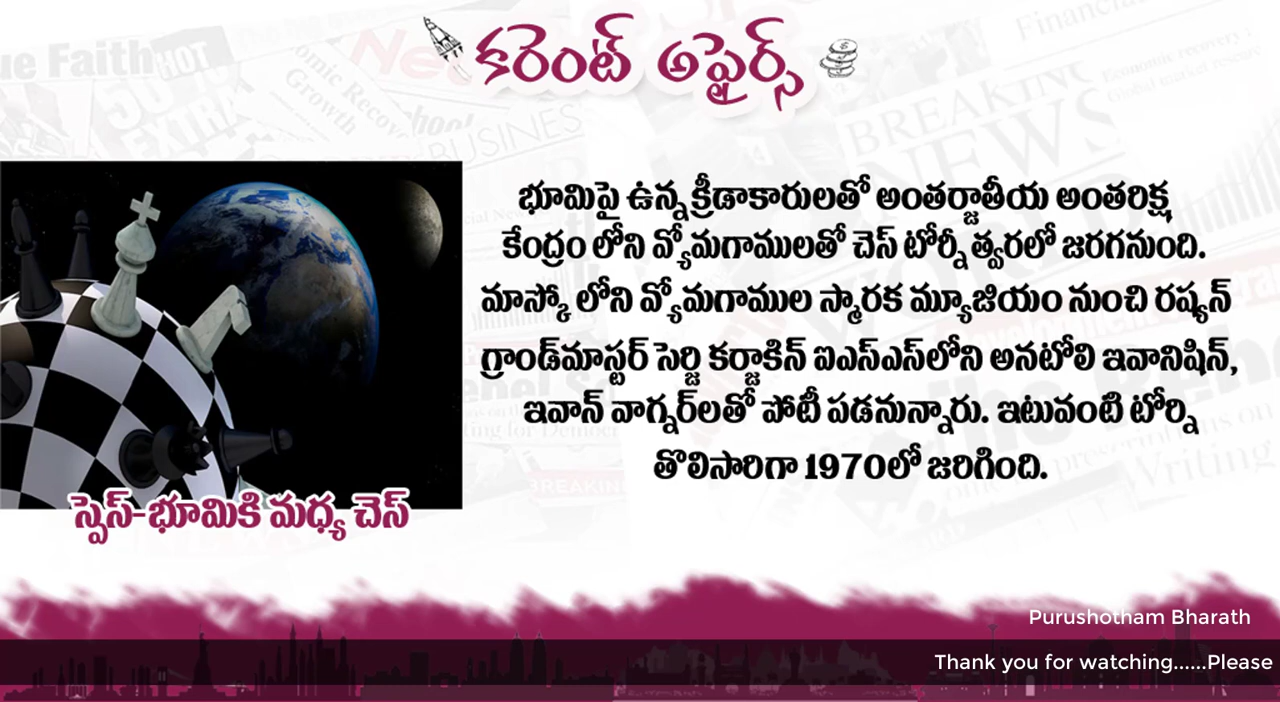 కరెంట్ అఫైర్స్
భూమిపై ఉన్న క్రీడాకారులతో అంతర్జాతీయ అంతరిక్ష
కేంద్రం లోని వ్యోమగాములతో చెస్ టోర్నీ త్వరలో జరగనుంది.
మాస్కో లోని వ్యోమగాముల స్మారక మ్యూజియం నుంచి రష్యన్
గ్రాండ్‌మాస్టర్ సెర్జి కర్జాకిన్ ఐఎస్ఎస్‌లోని అనటోలి ఇవానిషిన్,
ఇవాన్ వాగ్నర్‌లతో పోటీ పడనున్నారు. ఇటువంటి టోర్ని
తొలిసారిగా 1970లో జరిగింది.
స్పెస్-భూమికి మధ్య చెస్
Purushotham Bharath
Thank you for watching......Please